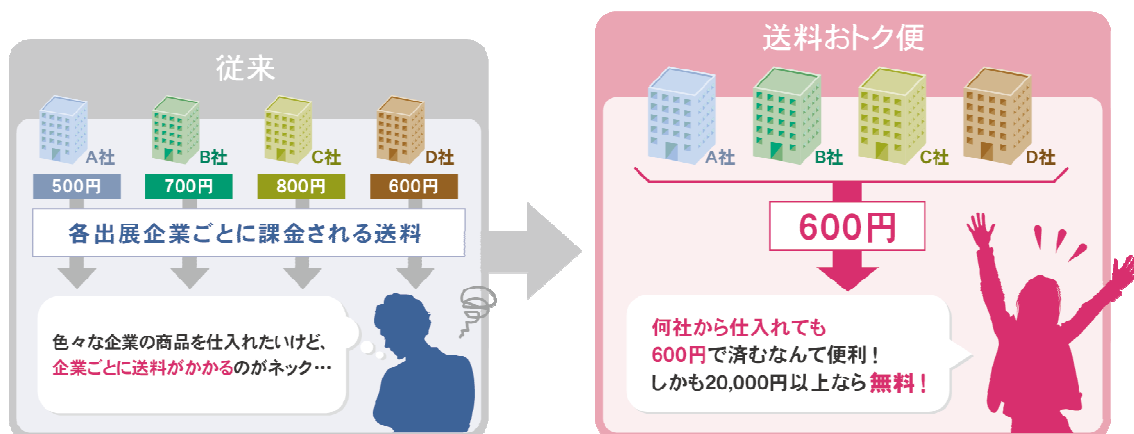 従来
A社
B社
C社
D社
500円
700円
800円
600円
各出展企業ごとに課金される送料
色々な企業の商品を仕入れたいけど、
企業ごとに送料がかかるのがネック…
送料おトク便
A社
B社
C社
D社
600円
何社から仕入れても
600円で済むなんて便利！
しかも20,000円以上なら無料！